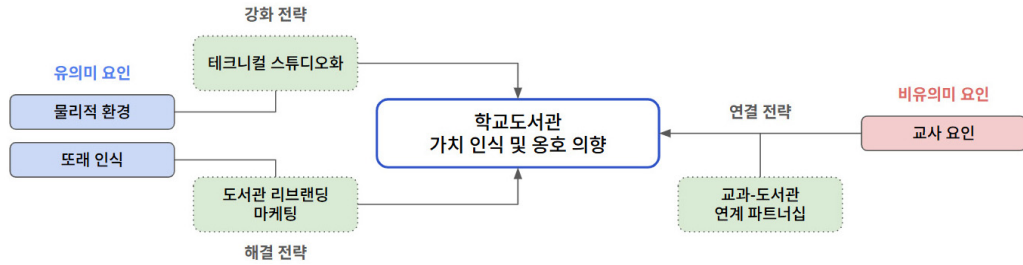 강화 전략
테크니컬 스튜디오화
유의미 요인
물리적 환경
또래 인식
도서관 리브랜딩
마케팅
해결 전략
학교도서관
가치 인식 및 옹호 의향
연결 전략
비유의미 요인
교사 요인
교과-도서관
연계 파트너십